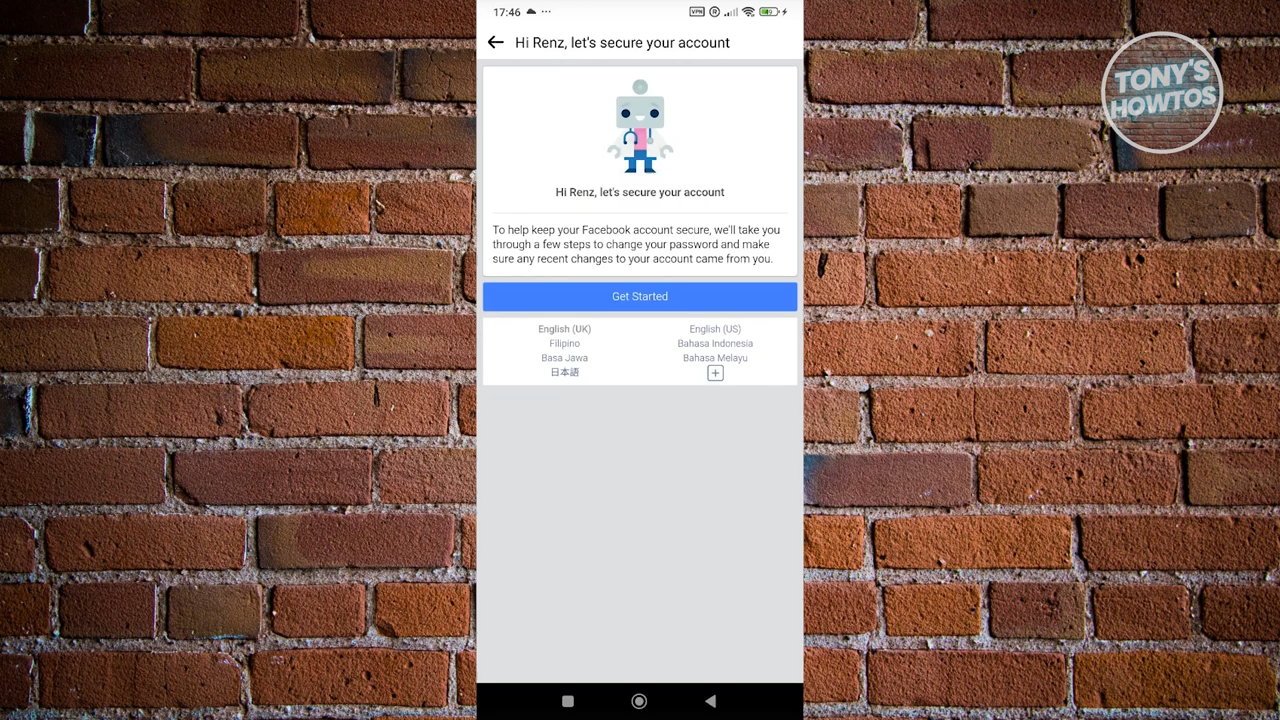 17:46
VPN
Hi Renz, let's secure your account
TONY'S
HOWTOS
Hi Renz, let's secure your account
To help keep your Facebook account secure, we'll take you
through a few steps to change your password and make
sure any recent changes to your account came from you.
Get Started
English (UK)
English (US)
Filipino
Bahasa Indonesia
Basa Jawa
Bahasa Melayu
日本語